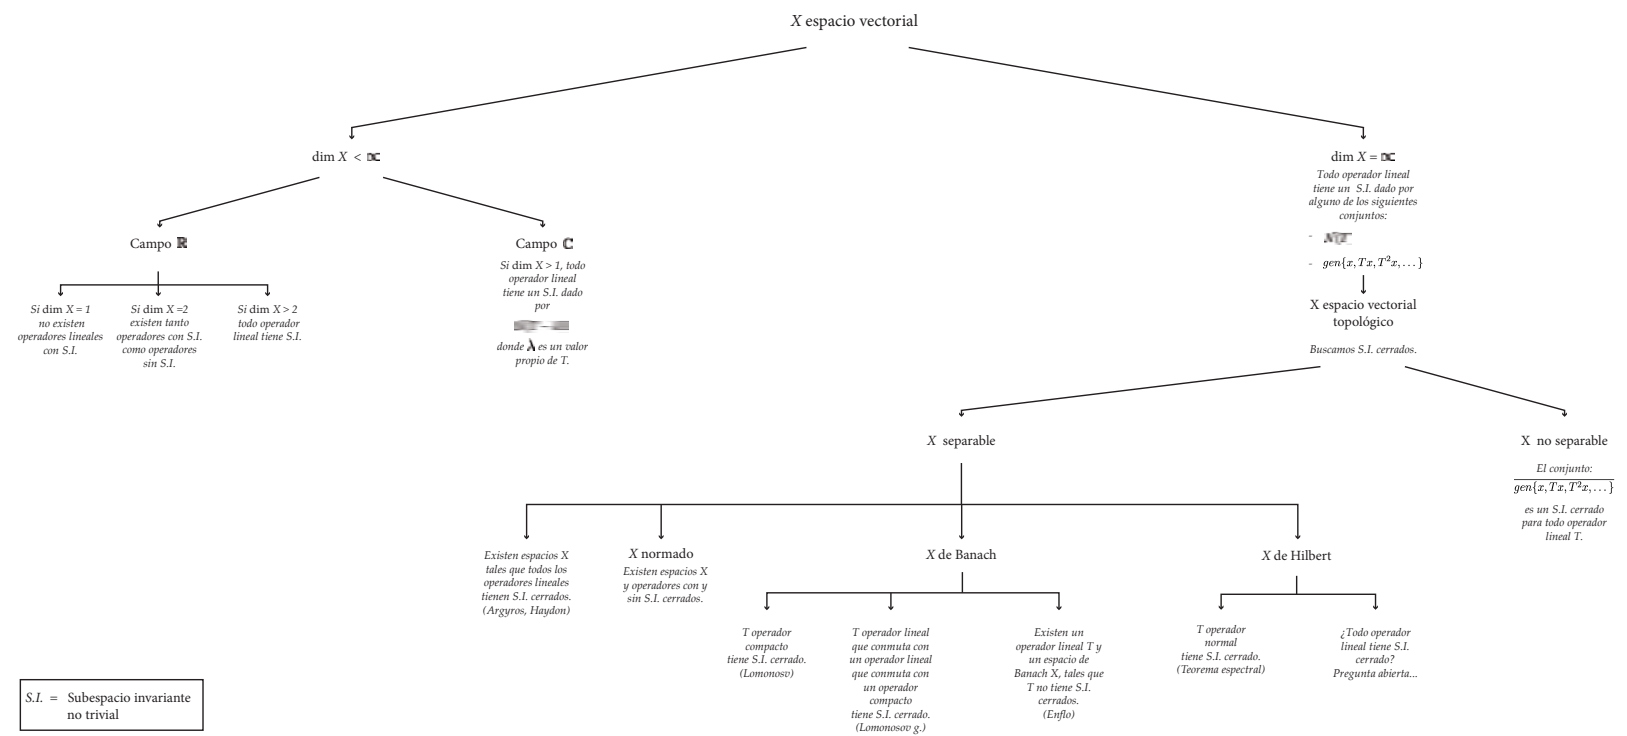 X espacio vectorial
dim X <
dim X =
Todo operador lineal
tiene un S.I. dado por
alguno de los siguientes
conjuntos:
-
- gen{x, Tx, T²x, . . . }
Campo ℝ
Si dim X = 1
no existen
operadores lineales
con S.I.
Si dim X =2
existen tanto
operadores con S.I.
como operadores
sin S.I.
Si dim X > 2
todo operador
lineal tiene S.I.
Campo ℂ
Si dim X > 1, todo
operador lineal
tiene un S.I. dado
por
donde λ es un valor
propio de T.
X espacio vectorial
topológico
Buscamos S.I. cerrados.
X separable
X no separable
El conjunto:
gen{x, Tx, T²x, . . . }
es un S.I. cerrado
para todo operador
lineal T.
Existen espacios X
tales que todos los
operadores lineales
tienen S.I. cerrados.
(Argyros, Haydon)
X normado
Existen espacios X
y operadores con y
sin S.I. cerrados.
X de Banach
T operador
compacto
tiene S.I. cerrado.
(Lomonosv)
T operador lineal
que conmuta con
un operador lineal
que conmuta con
un operador
compacto
tiene S.I. cerrado.
(Lomonosov g.)
Existen un
operador lineal T y
un espacio de
Banach X, tales que
T no tiene S.I.
cerrados.
(Enflo)
X de Hilbert
T operador
normal
tiene S.I. cerrado.
(Teorema espectral)
¿Todo operador
lineal tiene S.I.
cerrado?
Pregunta abierta...
S.I. = Subespacio invariante
no trivial